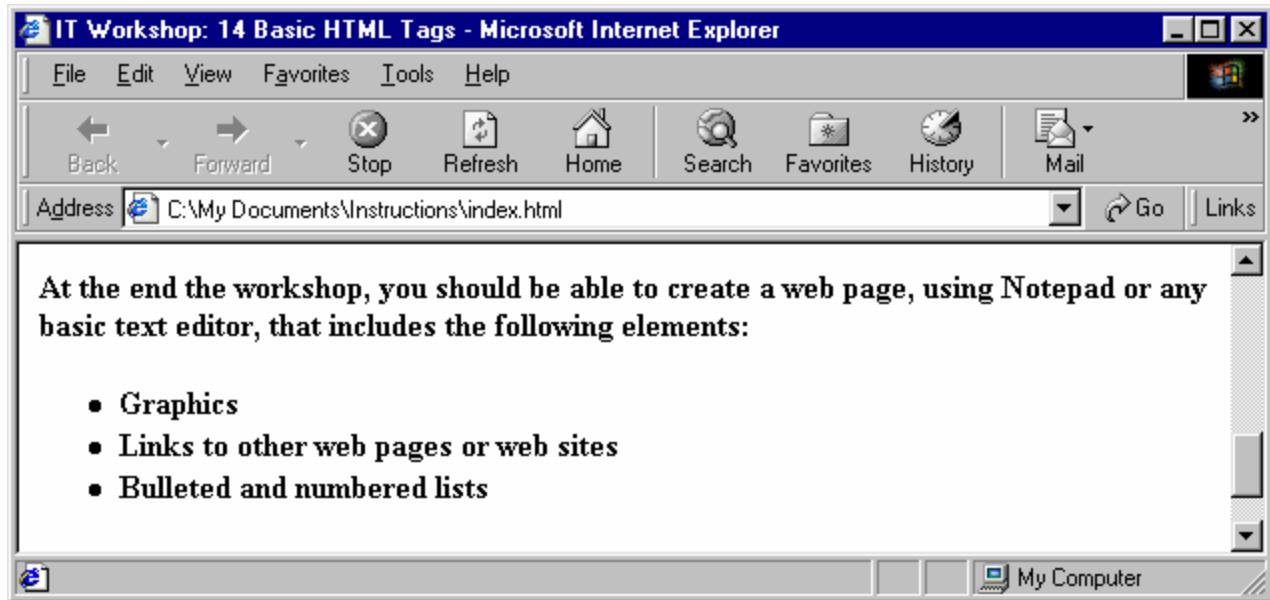 IT Workshop: 14 Basic HTML Tags - Microsoft Internet Explorer
File Edit View Favorites Tools Help
Back Forward Stop Refresh Home Search Favorites History Mail »
Address C:\My Documents\Instructions\index.html Go Links
At the end the workshop, you should be able to create a web page, using Notepad or any
basic text editor, that includes the following elements:
• Graphics
• Links to other web pages or web sites
• Bulleted and numbered lists
My Computer